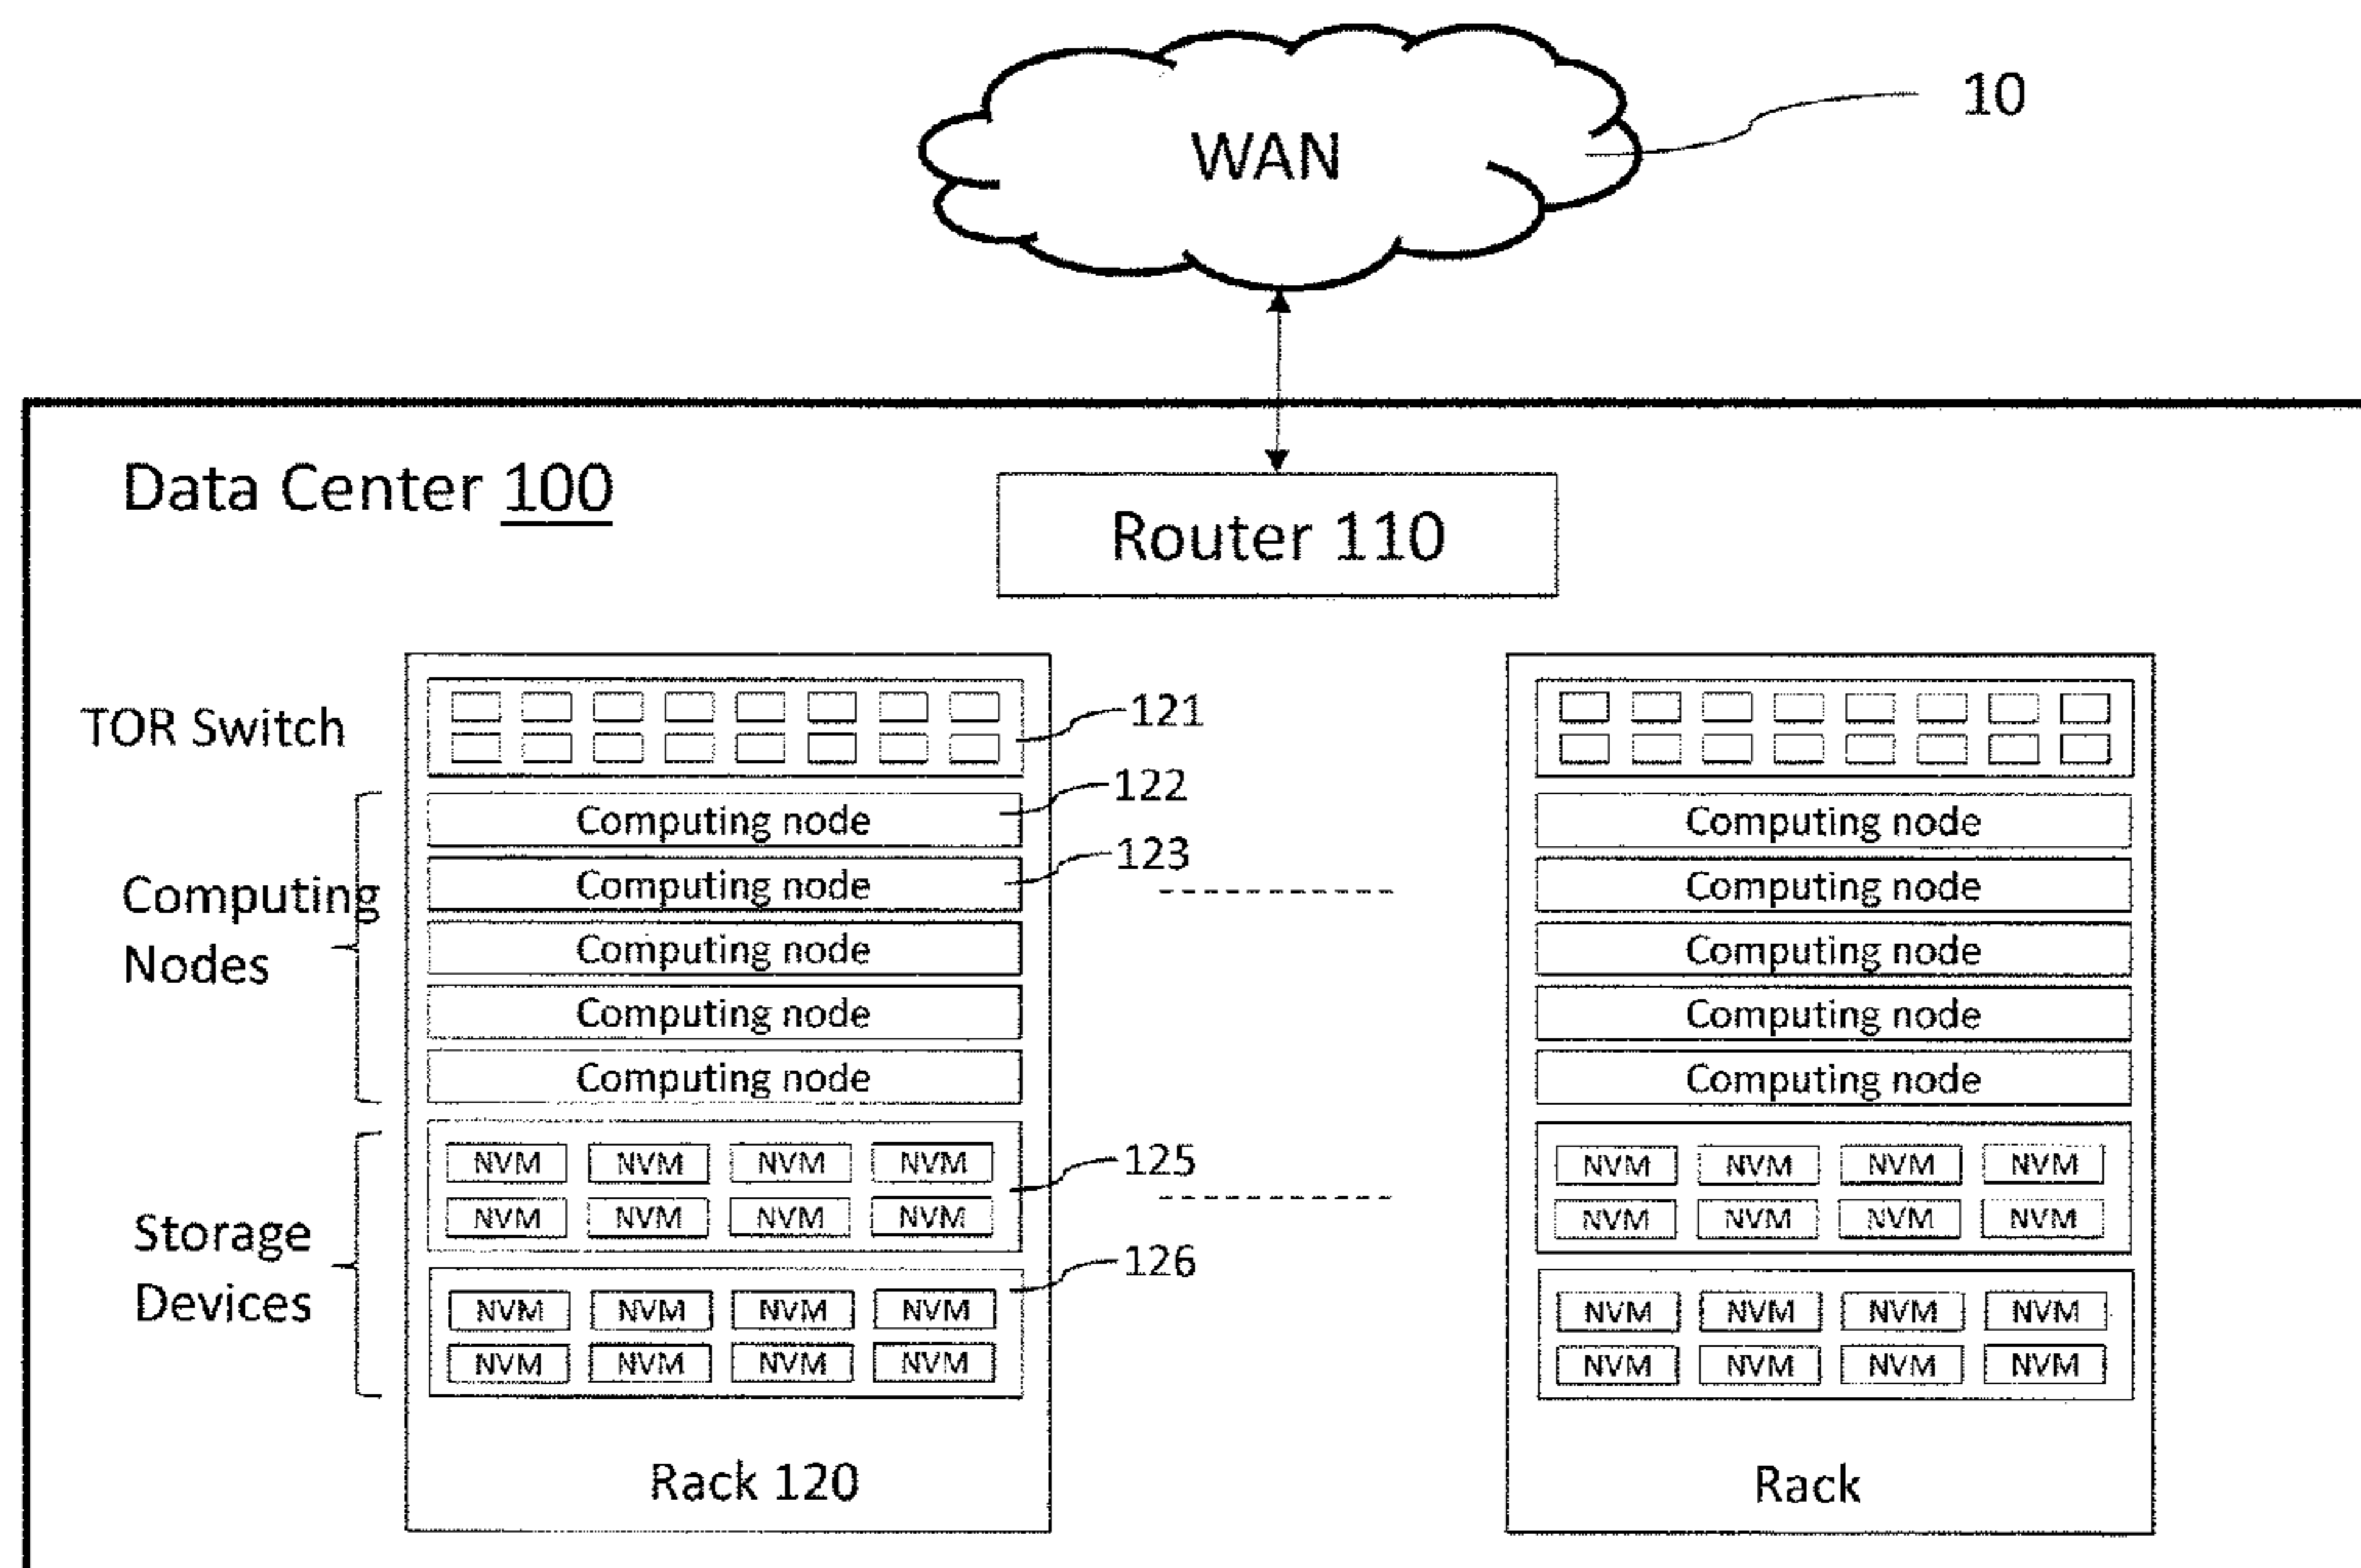 WAN
10
Data Center 100
Router 110
TOR Switch
121
Computing
Nodes
122
Computing node
Computing node
123
Computing node
Computing node
Computing node
Storage
Devices
NVM NVM NVM NVM
125
NVM NVM NVM NVM
126
NVM NVM NVM NVM
NVM NVM NVM NVM
Rack 120
Computing node
Computing node
Computing node
Computing node
Computing node
NVM NVM NVM NVM
NVM NVM NVM NVM
NVM NVM NVM NVM
NVM NVM NVM NVM
Rack